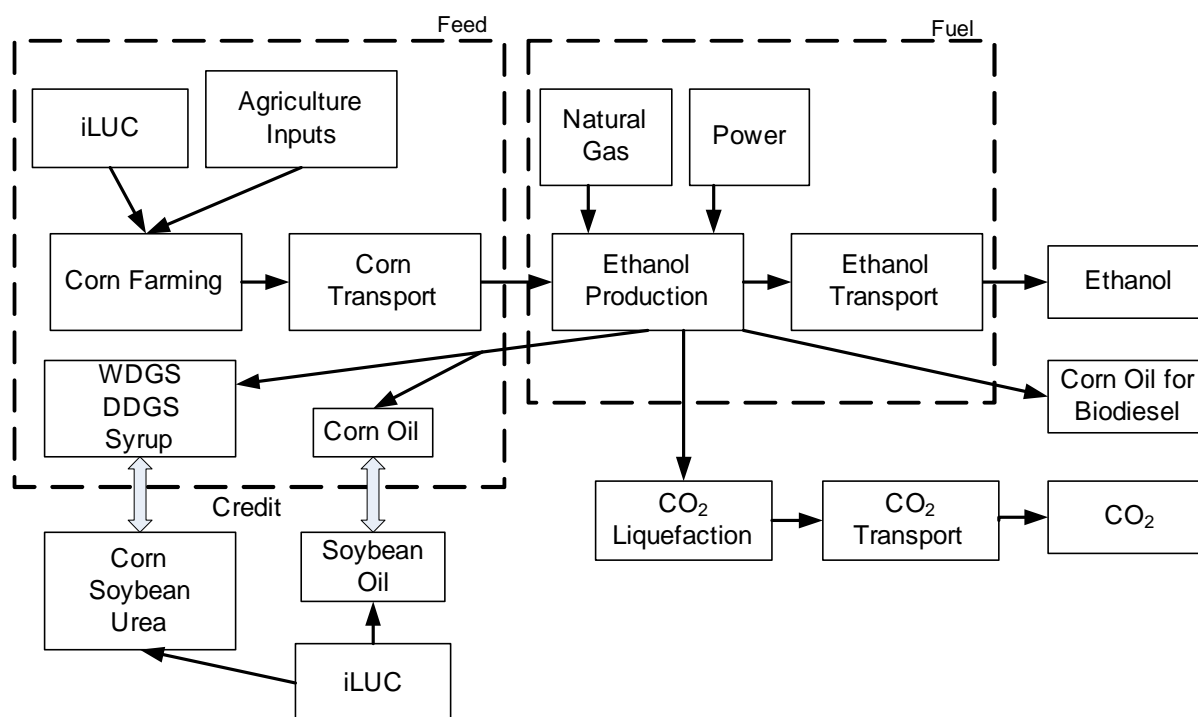 Feed
Fuel
iLUC
Agriculture
Inputs
Natural
Gas
Power
Corn Farming
Corn
Transport
Ethanol
Production
Ethanol
Transport
Ethanol
WDGS
DDGS
Syrup
Corn Oil
Corn Oil for
Biodiesel
Credit
CO₂
Liquefaction
CO₂
Transport
CO₂
Corn
Soybean
Urea
Soybean
Oil
iLUC